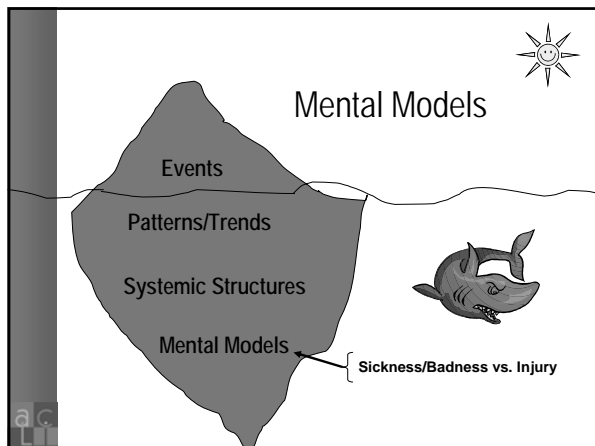 Mental Models
Events
Patterns/Trends
Systemic Structures
Mental Models
Sickness/Badness vs. Injury
a c
L I